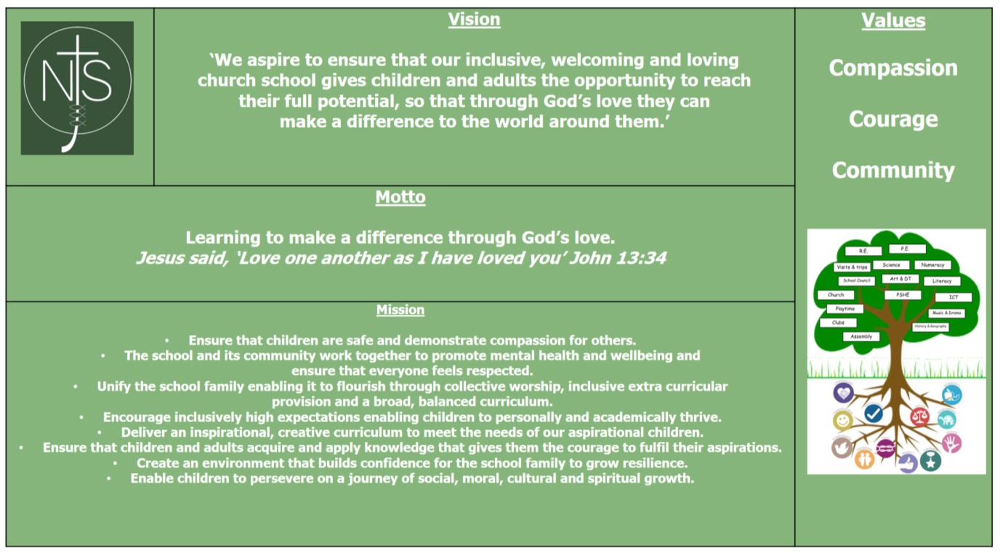 NJS
Vision
‘We aspire to ensure that our inclusive, welcoming and loving
church school gives children and adults the opportunity to reach
their full potential, so that through God’s love they can
make a difference to the world around them.’
Motto
Learning to make a difference through God’s love.
Jesus said, ‘Love one another as I have loved you’ John 13:34
Mission
• Ensure that children are safe and demonstrate compassion for others.
• The school and its community work together to promote mental health and wellbeing and
ensure that everyone feels respected.
• Unify the school family enabling it to flourish through collective worship, inclusive extra curricular
provision and a broad, balanced curriculum.
• Encourage inclusively high expectations enabling children to personally and academically thrive.
• Deliver an inspirational, creative curriculum to meet the needs of our aspirational children.
• Ensure that children and adults acquire and apply knowledge that gives them the courage to fulfil their aspirations.
• Create an environment that builds confidence for the school family to grow resilience.
• Enable children to persevere on a journey of social, moral, cultural and spiritual growth.
Values
Compassion
Courage
Community
R.E.
P.E.
Visits & trips
Science
Numeracy
School Council
Art & DT
Literacy
Church
PSHE
ICT
Playtime
Music & Drama
Clubs
History & Geography
Assembly